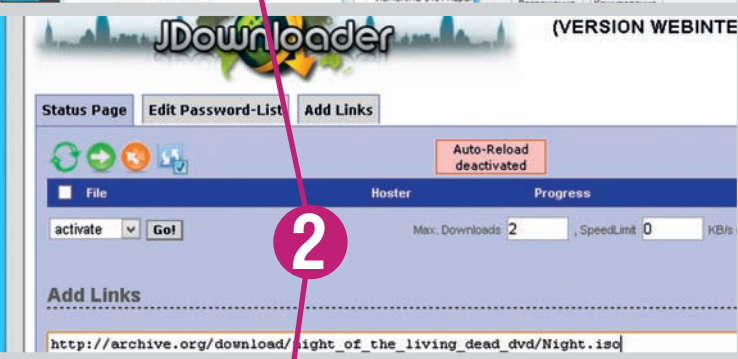 JDownloader
(VERSION WEBINTE
Status Page Edit Password-List Add Links
Auto-Reload
deactivated
File Hoster Progress
activate Go! Max. Downloads 2 , SpeedLimit 0 KB/s
2
Add Links
http://archive.org/download/night_of_the_living_dead_dvd/Night.iso